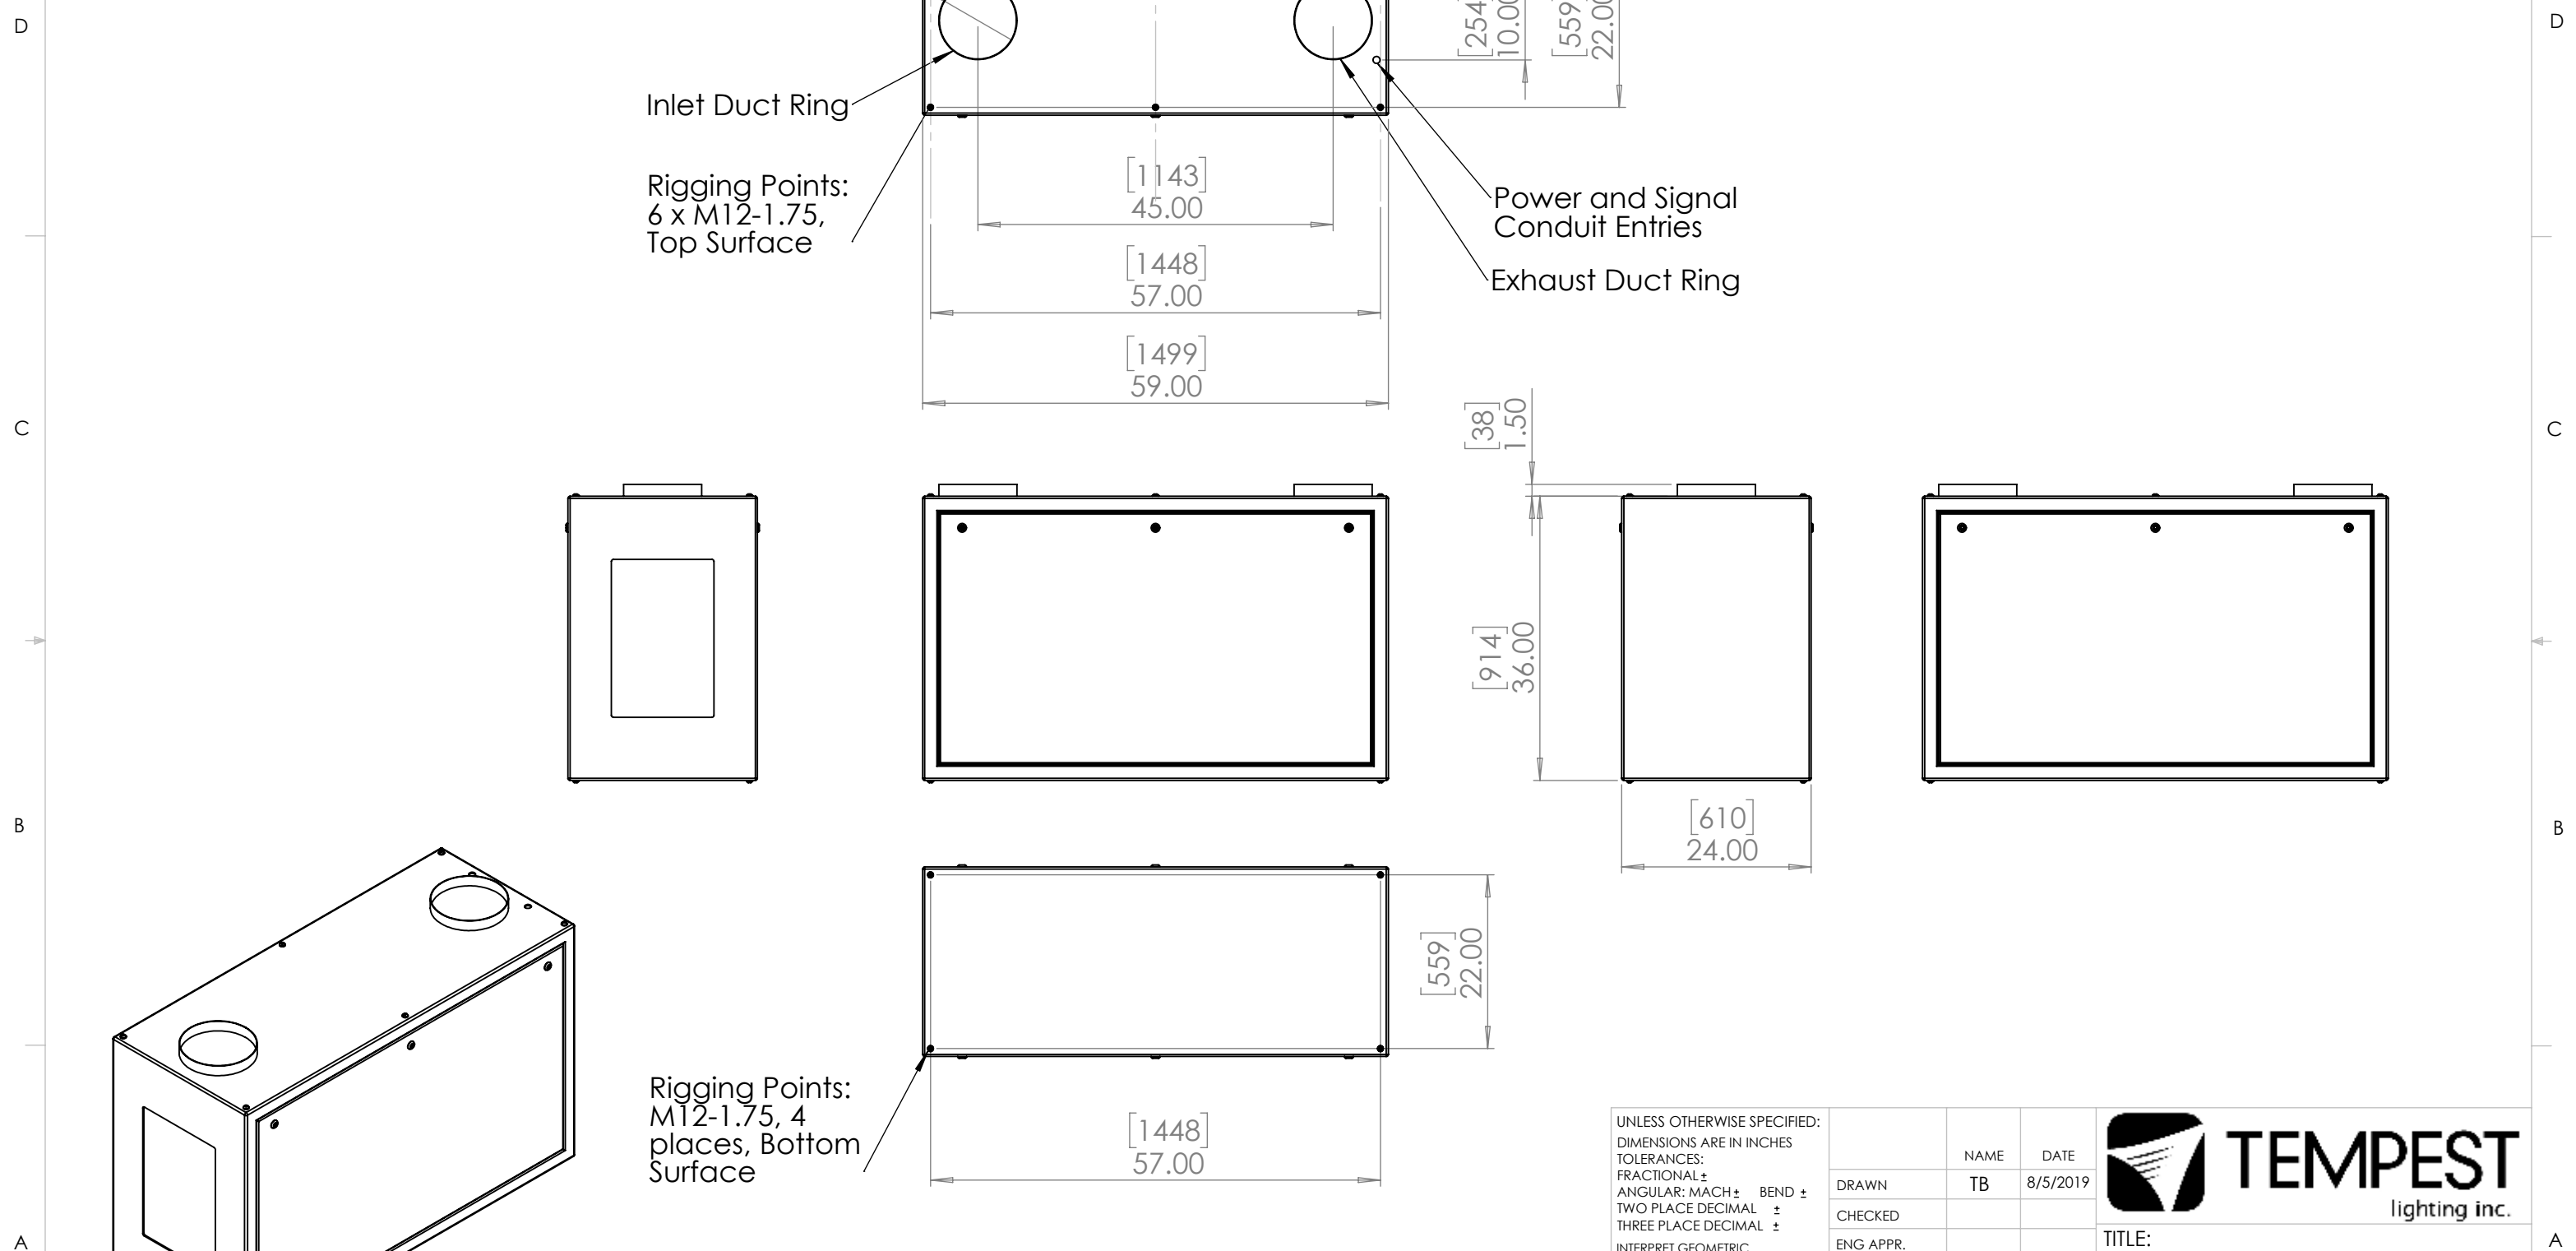 D
D
[254]
10.00
[559]
22.00
Inlet Duct Ring
Rigging Points:
6 x M12-1.75,
Top Surface
[1143]
45.00
Power and Signal
Conduit Entries
[1448]
57.00
Exhaust Duct Ring
[1499]
59.00
C
C
[38]
1.50
[914]
36.00
B
B
[610]
24.00
[559]
22.00
Rigging Points:
M12-1.75, 4
places, Bottom
Surface
[1448]
57.00
UNLESS OTHERWISE SPECIFIED:
DIMENSIONS ARE IN INCHES
TOLERANCES:
FRACTIONAL ±
ANGULAR: MACH ± BEND ±
TWO PLACE DECIMAL ±
THREE PLACE DECIMAL ±
INTERPRET GEOMETRIC
NAME DATE
DRAWN TB 8/5/2019
CHECKED
ENG APPR.
TEMPEST
lighting inc.
TITLE:
A
A